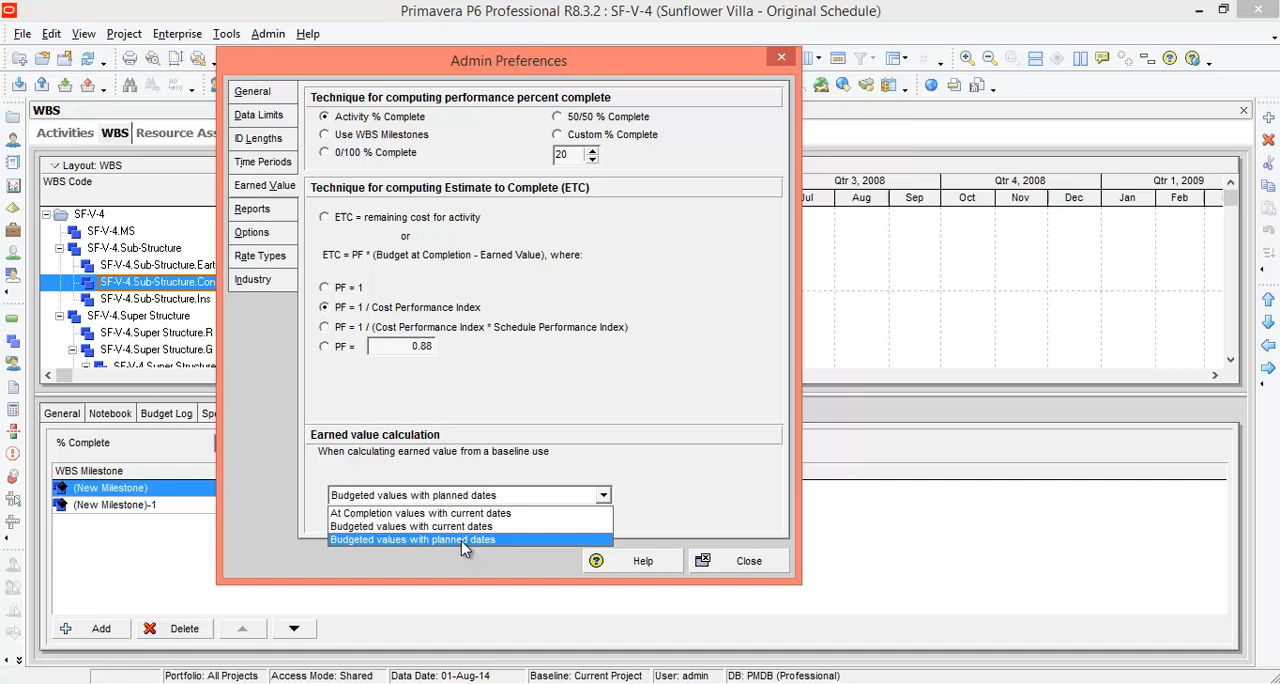 Primavera P6 Professional R8.3.2 : SF-V-4 (Sunflower Villa - Original Schedule)
File Edit View Project Enterprise Tools Admin Help
Admin Preferences
WBS
Activities WBS Resource Ass
Layout: WBS
WBS Code
SF-V-4
SF-V-4.MS
SF-V-4.Sub-Structure
SF-V-4.Sub-Structure.Eart
SF-V-4.Sub-Structure.Con
SF-V-4.Sub-Structure.Ins
SF-V-4.Super Structure
SF-V-4.Super Structure.R
SF-V-4.Super Structure.G
SF-V-4.Super Structure
General
Data Limits
ID Lengths
Time Periods
Earned Value
Reports
Options
Rate Types
Industry
Technique for computing performance percent complete
Activity % Complete
50/50 % Complete
Use WBS Milestones
Custom % Complete
0/100 % Complete
20
Technique for computing Estimate to Complete (ETC)
ETC = remaining cost for activity
or
ETC = PF * (Budget at Completion - Earned Value), where:
PF = 1
PF = 1 / Cost Performance Index
PF = 1 / (Cost Performance Index * Schedule Performance Index)
PF = 0.88
Earned value calculation
When calculating earned value from a baseline use
Budgeted values with planned dates
At Completion values with current dates
Budgeted values with current dates
Budgeted values with planned dates
Help Close
Qtr 3, 2008 Qtr 4, 2008 Qtr 1, 2009
Jul Aug Sep Oct Nov Dec Jan Feb
General Notebook Budget Log Spe
% Complete
WBS Milestone
(New Milestone)
(New Milestone)-1
Add Delete
Portfolio: All Projects Access Mode: Shared Data Date: 01-Aug-14 Baseline: Current Project User: admin DB: PMDB (Professional)